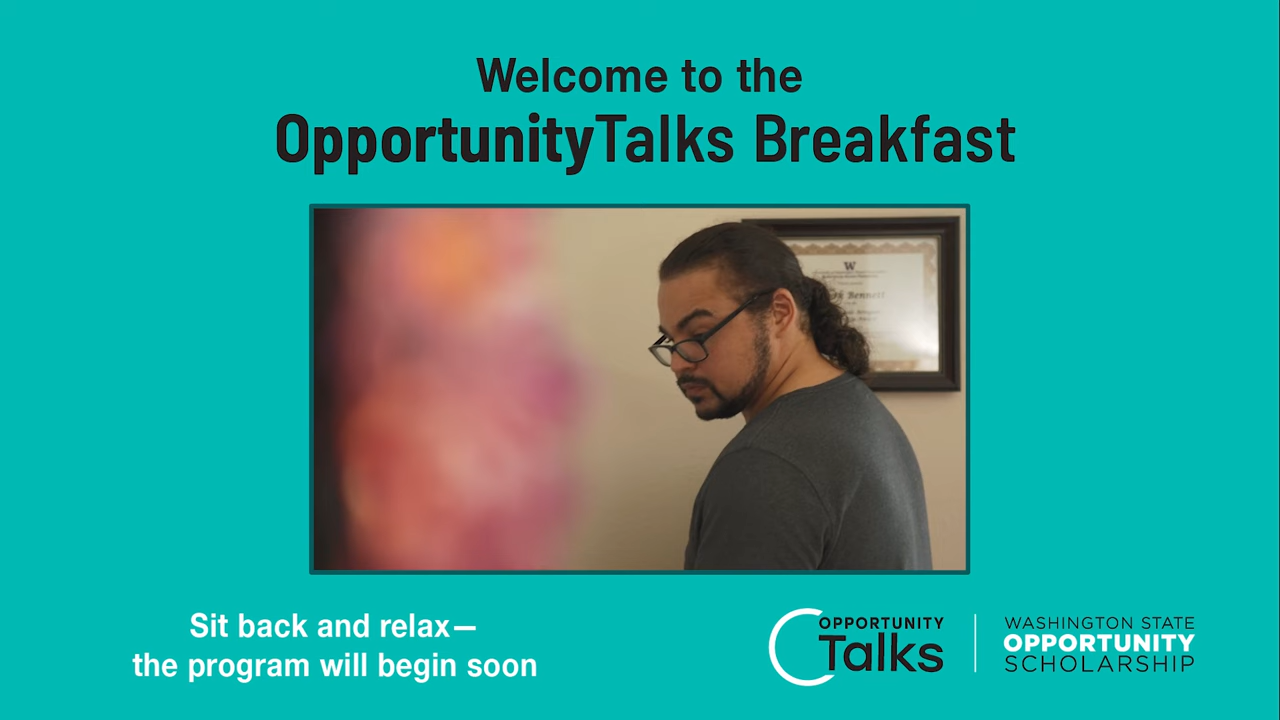 Welcome to the
OpportunityTalks Breakfast
W
Bennett
Sit back and relax—
the program will begin soon
OPPORTUNITY
Talks
WASHINGTON STATE
OPPORTUNITY
SCHOLARSHIP